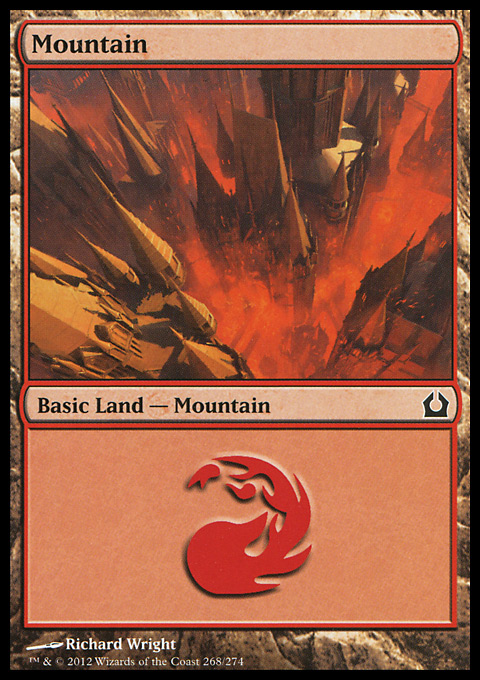 Mountain
Basic Land — Mountain
Richard Wright
™ & © 2012 Wizards of the Coast 268/274